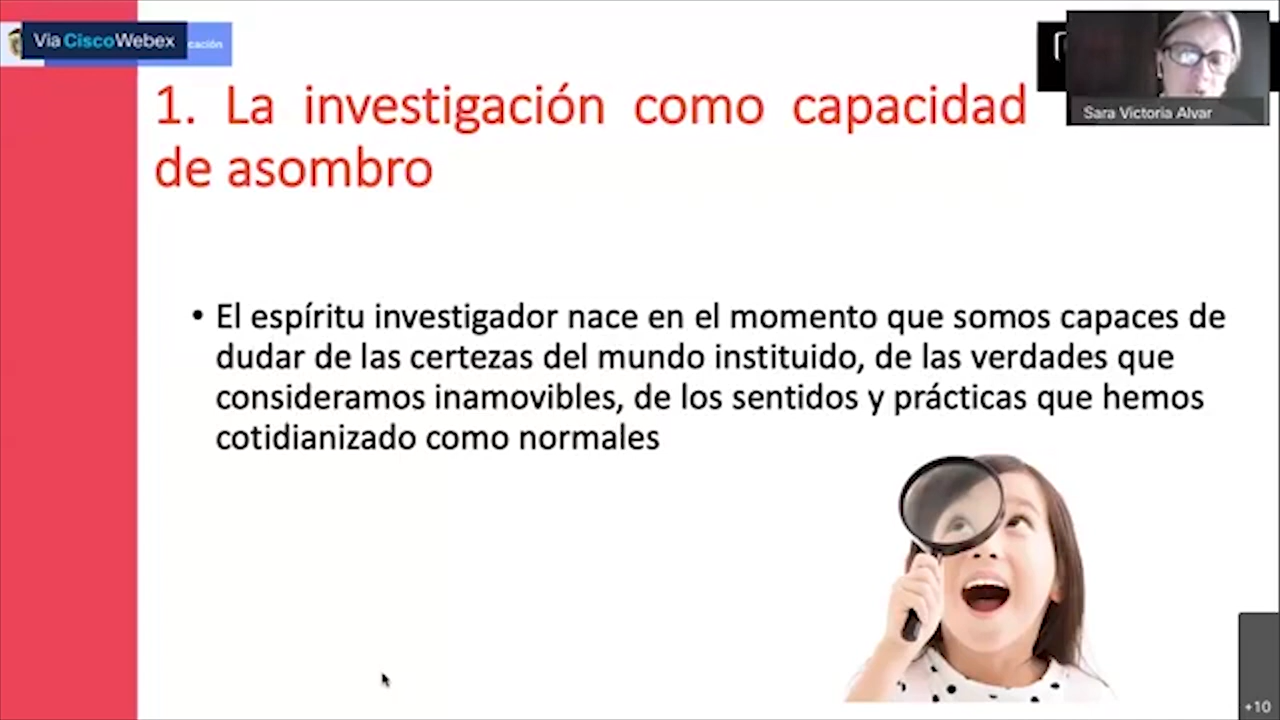 Vía CiscoWebex
cación
Sara Victoria Alvar
1. La investigación como capacidad
de asombro
• El espíritu investigador nace en el momento que somos capaces de
dudar de las certezas del mundo instituido, de las verdades que
consideramos inamovibles, de los sentidos y prácticas que hemos
cotidianizado como normales
+10